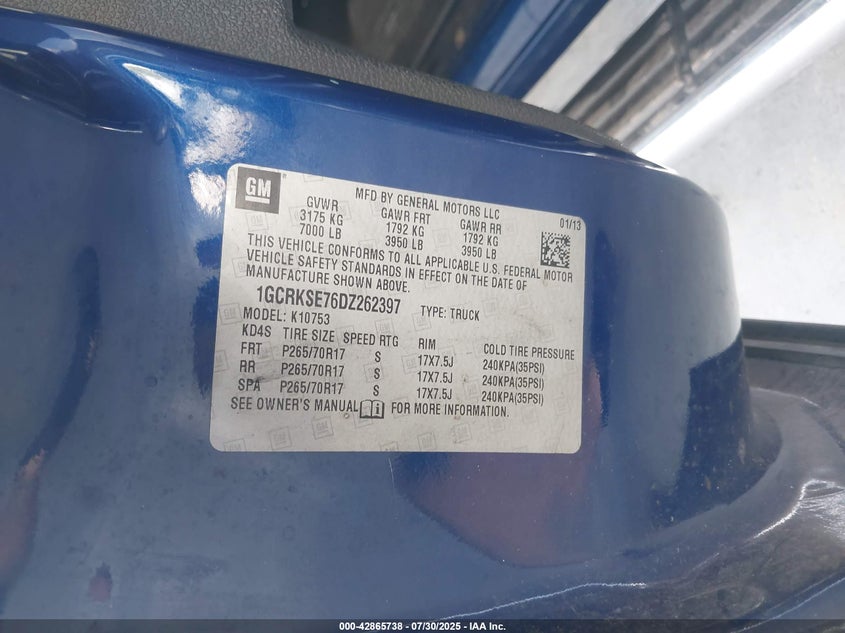 GM
MFD BY GENERAL MOTORS LLC
01/13
GVWR GAWR FRT GAWR RR
3175 KG 1792 KG 1792 KG
7000 LB 3950 LB 3950 LB
THIS VEHICLE CONFORMS TO ALL APPLICABLE U.S. FEDERAL MOTOR
VEHICLE SAFETY STANDARDS IN EFFECT ON THE DATE OF
MANUFACTURE SHOWN ABOVE.
1GCRKSE76DZ262397 TYPE: TRUCK
MODEL: K10753
KD4S TIRE SIZE SPEED RTG RIM COLD TIRE PRESSURE
FRT P265/70R17 S 17X7.5J 240KPA(35PSI)
RR P265/70R17 S 17X7.5J 240KPA(35PSI)
SPA P265/70R17 S 17X7.5J 240KPA(35PSI)
SEE OWNER'S MANUAL FOR MORE INFORMATION.
000-42865738 - 07/30/2025 - IAA Inc.